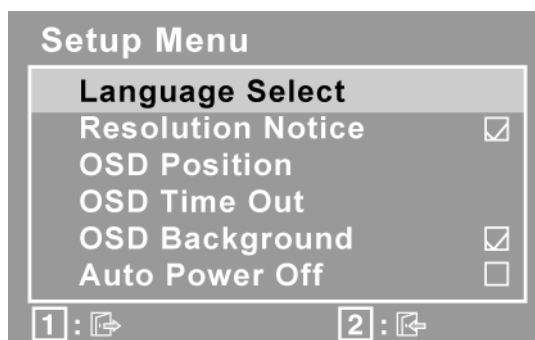 Setup Menu
Language Select
Resolution Notice
OSD Position
OSD Time Out
OSD Background
Auto Power Off
1 : 2 :